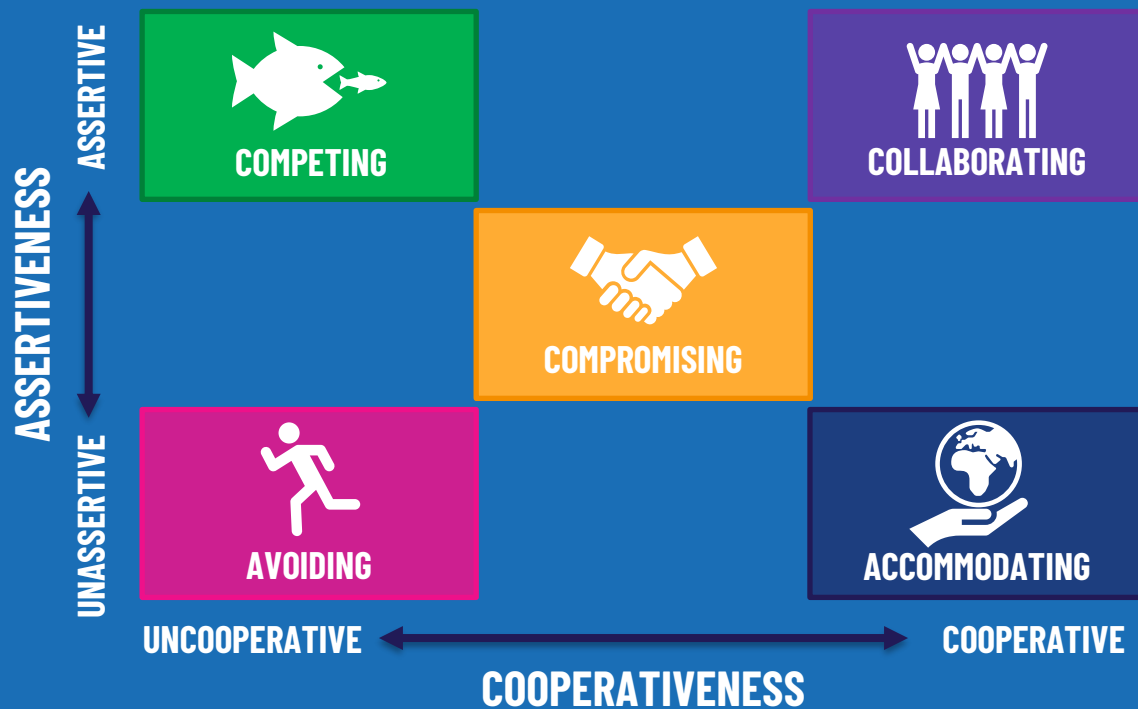 ASSERTIVENESS
ASSERTIVE
UNASSERTIVE
COMPETING
COLLABORATING
COMPROMISING
AVOIDING
ACCOMMODATING
UNCOOPERATIVE
COOPERATIVE
COOPERATIVENESS